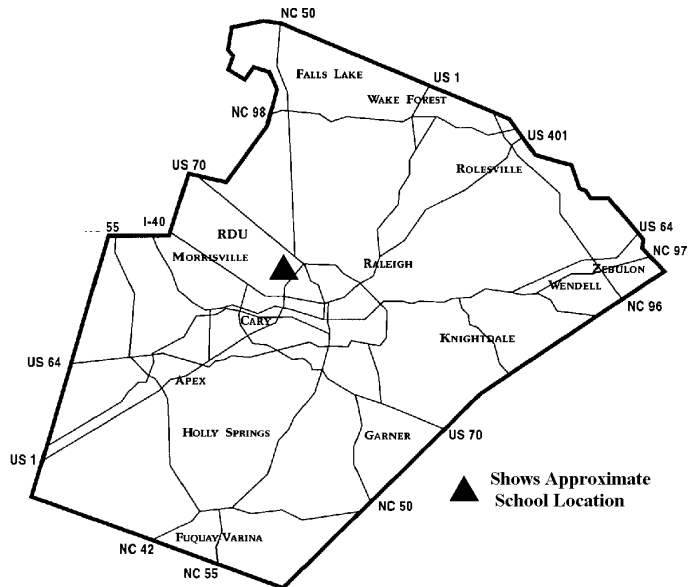 NC 50
FALLS LAKE
US 1
WAKE FOREST
NC 98
US 401
US 70
ROLESVILLE
55
I-40
RDU
US 64
MORRISVILLE
RALEIGH
NC 97
ZEBULON
WENDELL
NC 96
CARY
KNIGHTDALE
US 64
APEX
HOLLY SPRINGS
GARNER
US 70
US 1
Shows Approximate
School Location
NC 50
FUQUAY VARINA
NC 42
NC 55